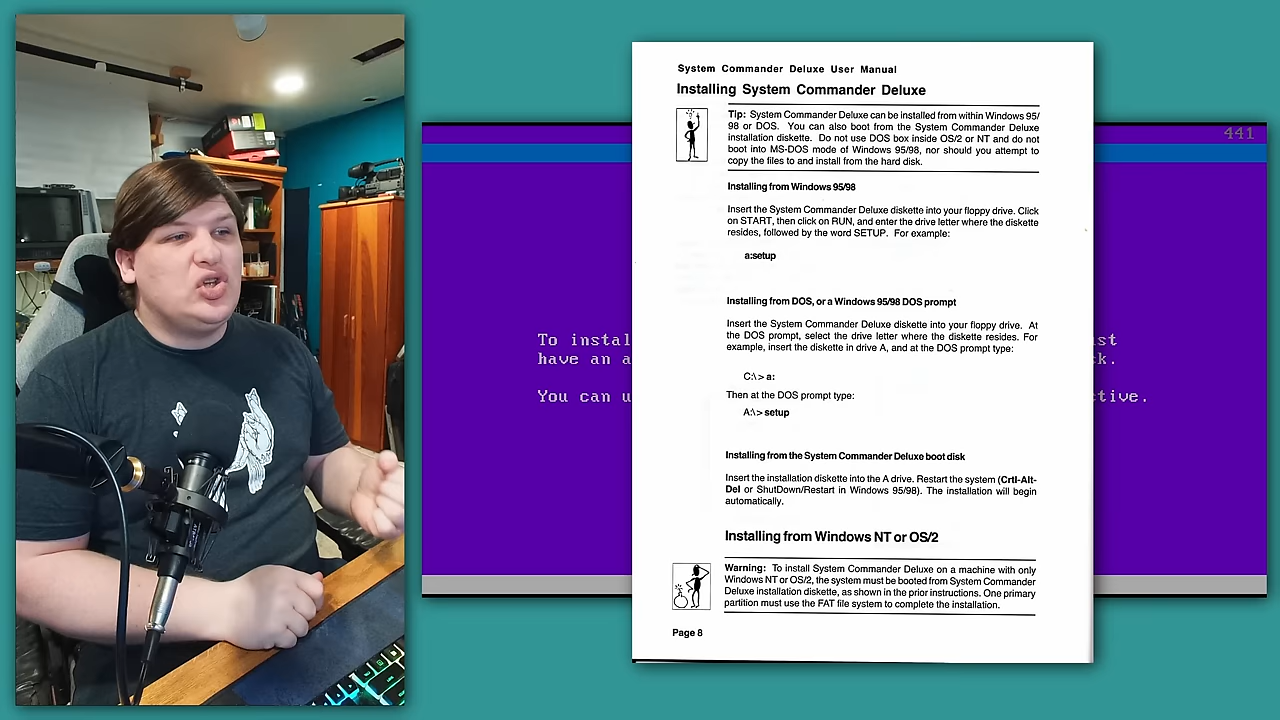 System Commander Deluxe User Manual
Installing System Commander Deluxe
Tip: System Commander Deluxe can be installed from within Windows 95/
98 or DOS. You can also boot from the System Commander Deluxe
installation diskette. Do not use DOS box inside OS/2 or NT and do not
boot into MS-DOS mode of Windows 95/98, nor should you attempt to
copy the files to and install from the hard disk.
Installing from Windows 95/98
Insert the System Commander Deluxe diskette into your floppy drive. Click
on START, then click on RUN, and enter the drive letter where the diskette
resides, followed by the word SETUP. For example:
a:setup
Installing from DOS, or a Windows 95/98 DOS prompt
Insert the System Commander Deluxe diskette into your floppy drive. At
the DOS prompt, select the drive letter where the diskette resides. For
example, insert the diskette in drive A, and at the DOS prompt type:
C:\> a:
Then at the DOS prompt type:
A:\> setup
Installing from the System Commander Deluxe boot disk
Insert the installation diskette into the A drive. Restart the system (Crtl-Alt-
Del or ShutDown/Restart in Windows 95/98). The installation will begin
automatically.
Installing from Windows NT or OS/2
Warning: To install System Commander Deluxe on a machine with only
Windows NT or OS/2, the system must be booted from System Commander
Deluxe installation diskette, as shown in the prior instructions. One primary
partition must use the FAT file system to complete the installation.
Page 8
441
To instal
have an a
You can u